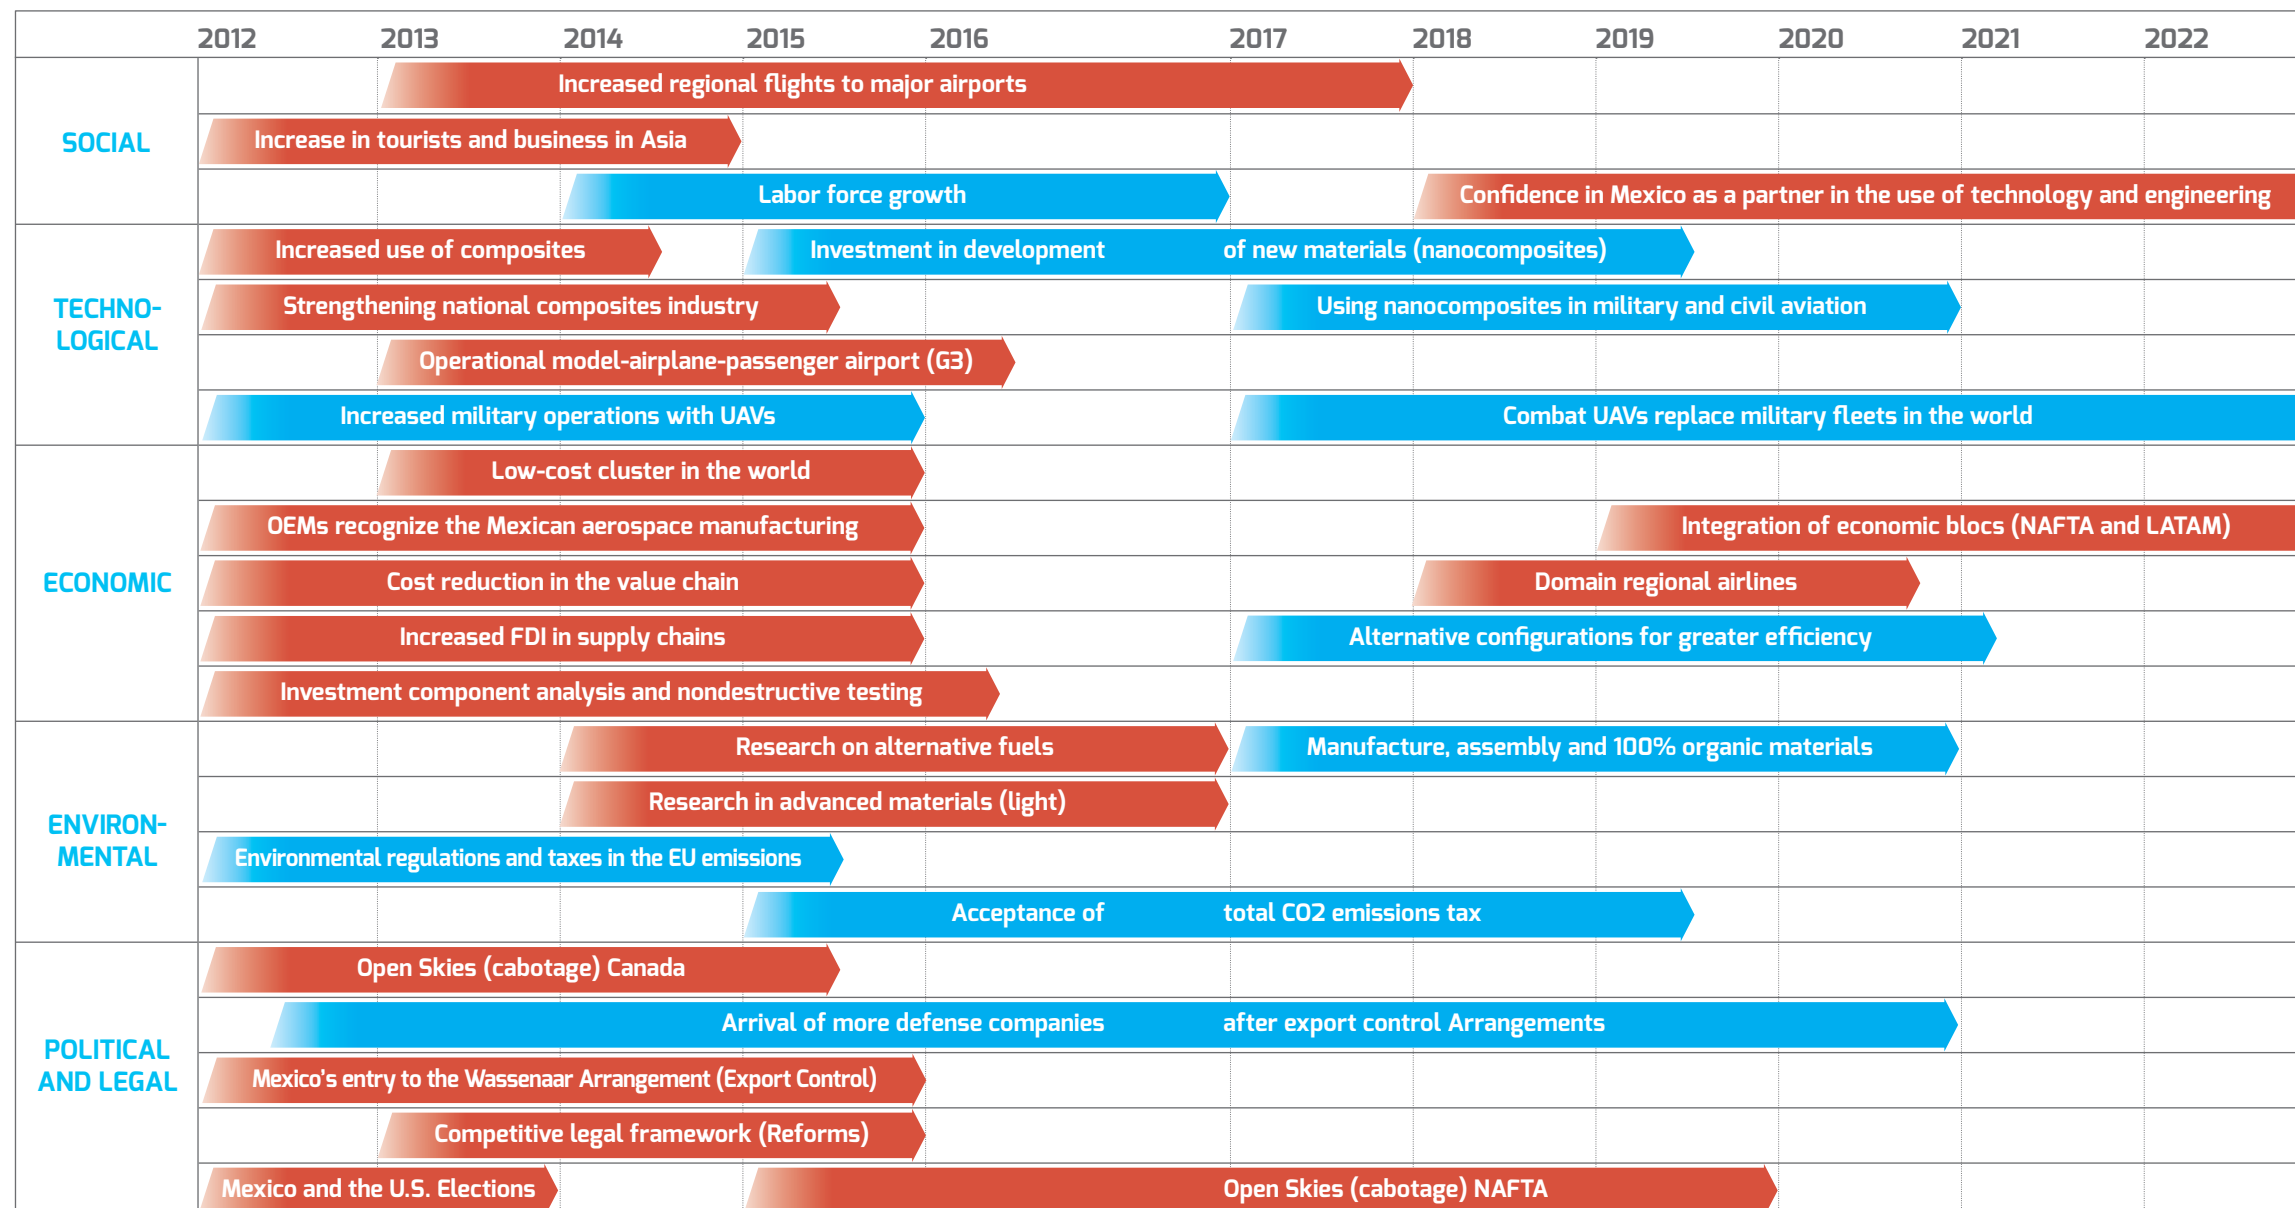 2012 2013 2014 2015 2016 2017 2018 2019 2020 2021 2022
SOCIAL
Increased regional flights to major airports
Increase in tourists and business in Asia
Labor force growth
Confidence in Mexico as a partner in the use of technology and engineering
TECHNO-
LOGICAL
Increased use of composites
Investment in development of new materials (nanocomposites)
Strengthening national composites industry
Using nanocomposites in military and civil aviation
Operational model-airplane-passenger airport (G3)
Increased military operations with UAVs
Combat UAVs replace military fleets in the world
ECONOMIC
Low-cost cluster in the world
OEMs recognize the Mexican aerospace manufacturing
Integration of economic blocs (NAFTA and LATAM)
Cost reduction in the value chain
Domain regional airlines
Increased FDI in supply chains
Alternative configurations for greater efficiency
Investment component analysis and nondestructive testing
ENVIRON-
MENTAL
Research on alternative fuels
Manufacture, assembly and 100% organic materials
Research in advanced materials (light)
Environmental regulations and taxes in the EU emissions
Acceptance of total CO2 emissions tax
POLITICAL
AND LEGAL
Open Skies (cabotage) Canada
Arrival of more defense companies after export control Arrangements
Mexico's entry to the Wassenaar Arrangement (Export Control)
Competitive legal framework (Reforms)
Mexico and the U.S. Elections
Open Skies (cabotage) NAFTA